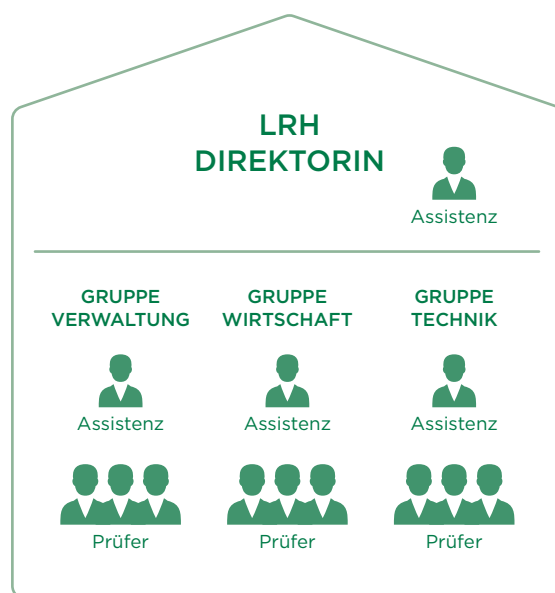 LRH
DIREKTORIN
Assistenz
GRUPPE
VERWALTUNG
GRUPPE
WIRTSCHAFT
GRUPPE
TECHNIK
Assistenz
Assistenz
Assistenz
Prüfer
Prüfer
Prüfer